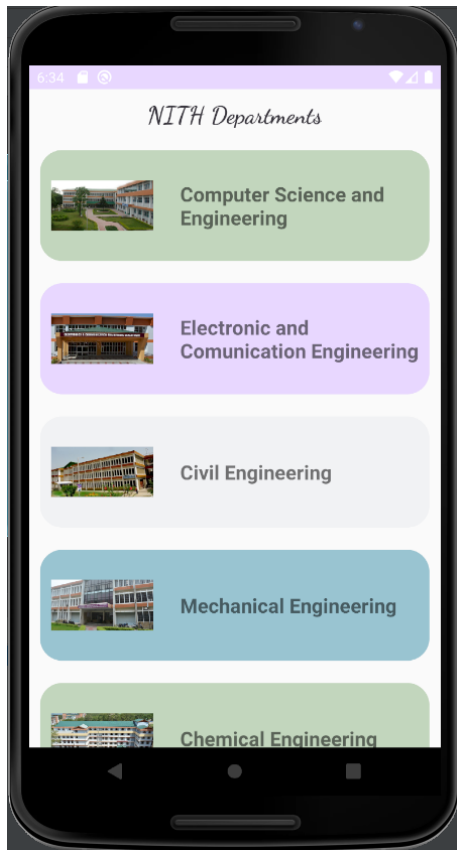 6:34
NITH Departments
Computer Science and
Engineering
Electronic and
Comunication Engineering
Civil Engineering
Mechanical Engineering
Chemical Engineering